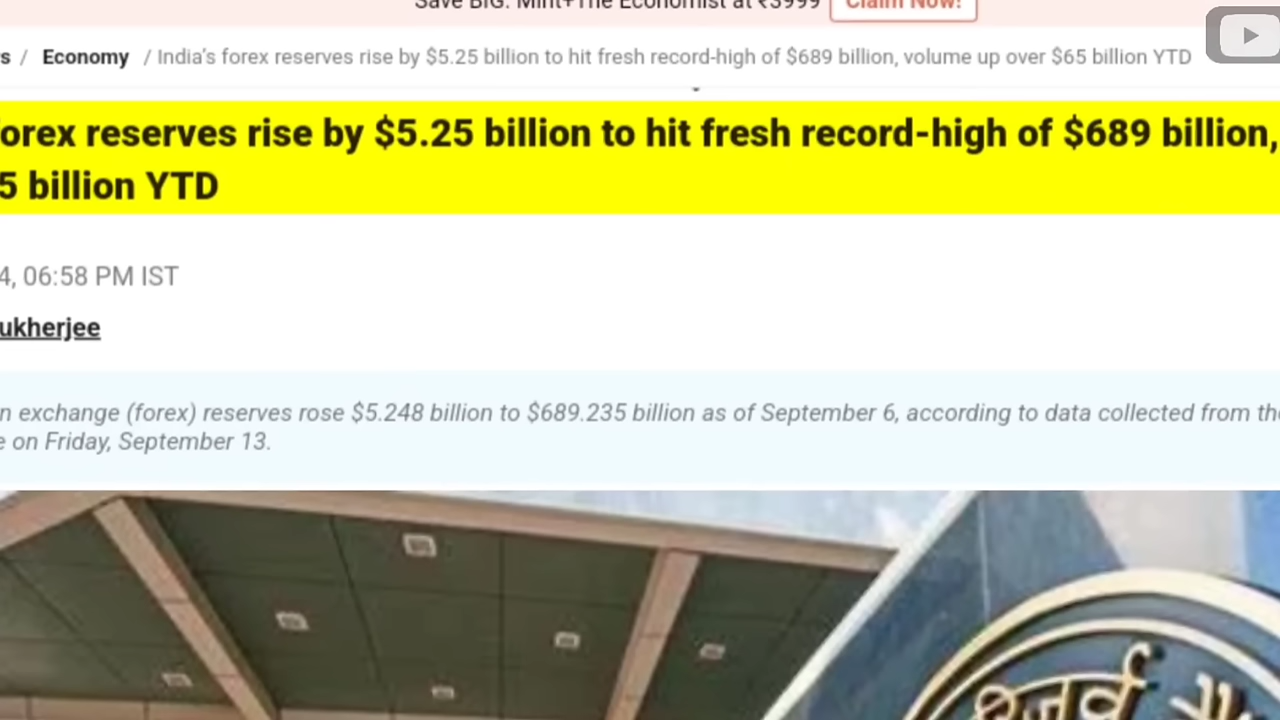 Save BIG: Mint+The Economist at ₹3999 Claim Now!
s / Economy / India's forex reserves rise by $5.25 billion to hit fresh record-high of $689 billion, volume up over $65 billion YTD
orex reserves rise by $5.25 billion to hit fresh record-high of $689 billion,
5 billion YTD
4, 06:58 PM IST
ukherjee
n exchange (forex) reserves rose $5.248 billion to $689.235 billion as of September 6, according to data collected from the
e on Friday, September 13.